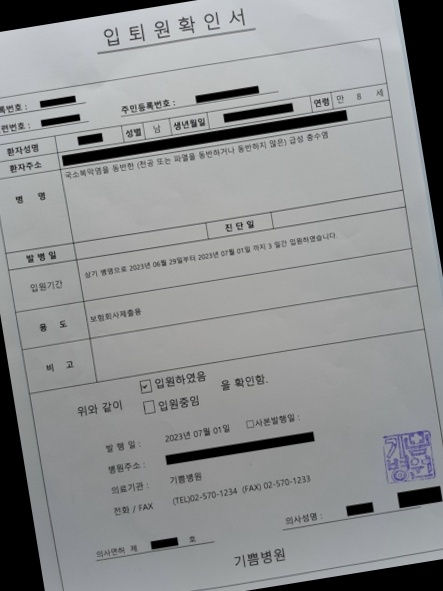 입 퇴 원 확 인 서
록번호 :
련번호 :
주민등록번호 :
환자성명 성별 남 생년월일 연령 만 8 세
환자주소
병 명 국소복막염을 동반한 (천공 또는 파열을 동반하거나 동반하지 않은) 급성 충수염
발 병 일 진 단 일
입원기간 상기 병명으로 2023년 06월 29일부터 2023년 07월 01일 까지 3 일간 입원하였습니다.
용 도 보험회사제출용
비 고
위와 같이 ☑ 입원하였음 을 확인함.
☐ 입원중임
발 행 일 : 2023년 07월 01일 ☐사본발행일 :
병원주소 :
의료기관 : 기쁨병원
전화 / FAX (TEL)02-570-1234 (FAX) 02-570-1233
의사면허 제 호 의사성명 :
기쁨병원
기쁨
병원